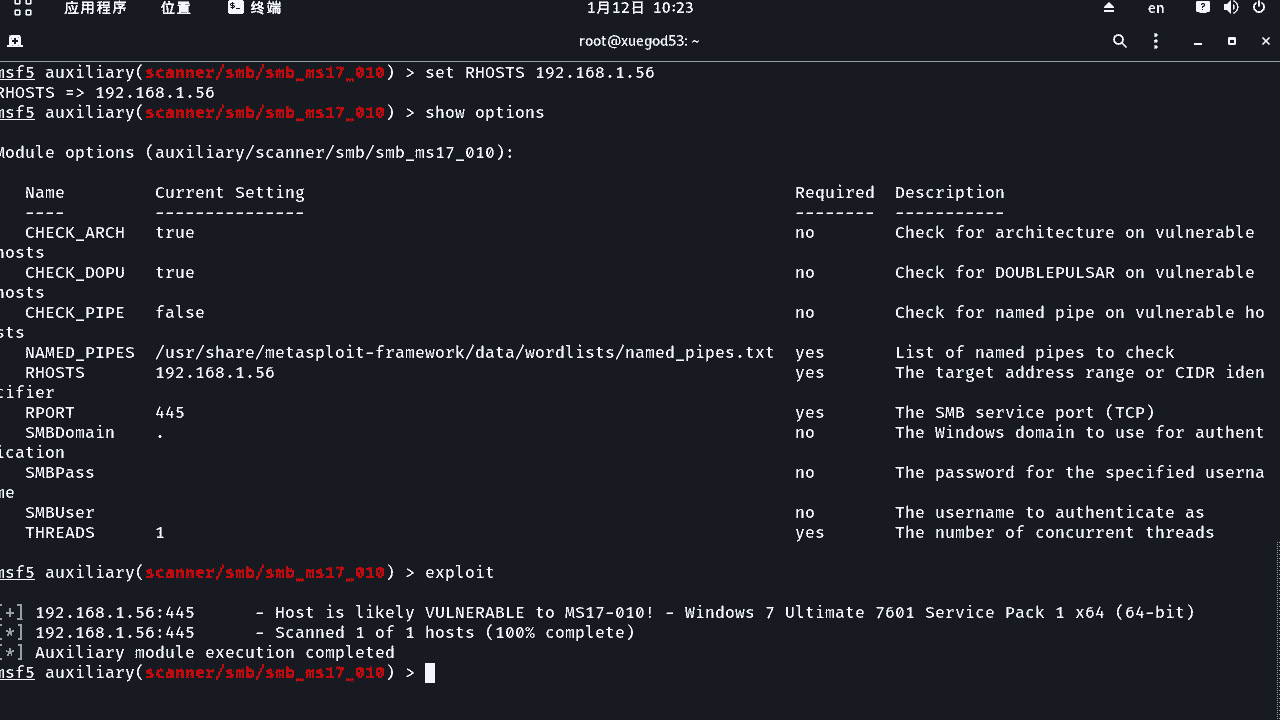 应用程序 位置 终端 1月12日 10:23 en
root@xuegod53: ~
msf5 auxiliary(scanner/smb/smb_ms17_010) > set RHOSTS 192.168.1.56
RHOSTS => 192.168.1.56
msf5 auxiliary(scanner/smb/smb_ms17_010) > show options
Module options (auxiliary/scanner/smb/smb_ms17_010):
Name Current Setting Required Description
---- --------------- -------- -----------
CHECK_ARCH true no Check for architecture on vulnerable
hosts
CHECK_DOPU true no Check for DOUBLEPULSAR on vulnerable
hosts
CHECK_PIPE false no Check for named pipe on vulnerable ho
sts
NAMED_PIPES /usr/share/metasploit-framework/data/wordlists/named_pipes.txt yes List of named pipes to check
RHOSTS 192.168.1.56 yes The target address range or CIDR iden
cifier
RPORT 445 yes The SMB service port (TCP)
SMBDomain . no The Windows domain to use for authent
ication
SMBPass no The password for the specified userna
me
SMBUser no The username to authenticate as
THREADS 1 yes The number of concurrent threads
msf5 auxiliary(scanner/smb/smb_ms17_010) > exploit
[+] 192.168.1.56:445 - Host is likely VULNERABLE to MS17-010! - Windows 7 Ultimate 7601 Service Pack 1 x64 (64-bit)
[*] 192.168.1.56:445 - Scanned 1 of 1 hosts (100% complete)
[*] Auxiliary module execution completed
msf5 auxiliary(scanner/smb/smb_ms17_010) >